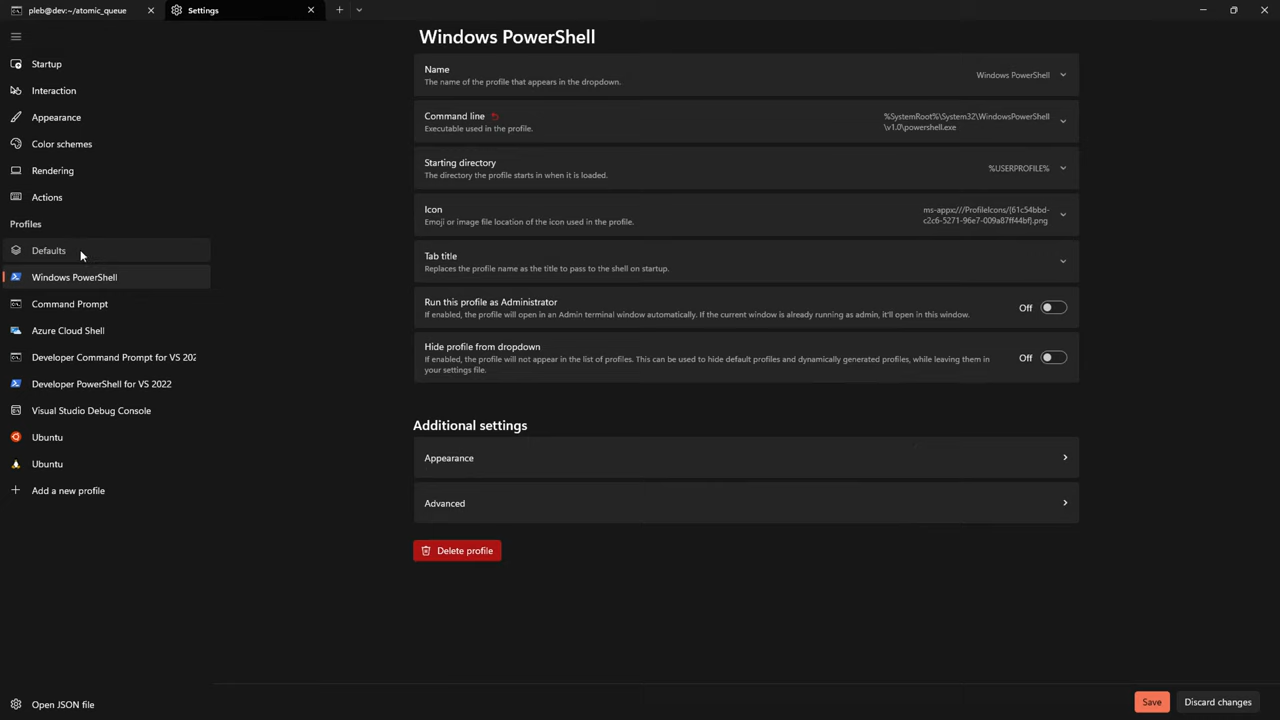 pleb@dev:~/atomic_queue
Settings
Startup
Interaction
Appearance
Color schemes
Rendering
Actions
Profiles
Defaults
Windows PowerShell
Command Prompt
Azure Cloud Shell
Developer Command Prompt for VS 202
Developer PowerShell for VS 2022
Visual Studio Debug Console
Ubuntu
Ubuntu
Add a new profile
Open JSON file
Windows PowerShell
Name
The name of the profile that appears in the dropdown.
Windows PowerShell
Command line
Executable used in the profile.
%SystemRoot%\System32\WindowsPowerShell
\v1.0\powershell.exe
Starting directory
The directory the profile starts in when it is loaded.
%USERPROFILE%
Icon
Emoji or image file location of the icon used in the profile.
ms-appx:///ProfileIcons/{61c54bbd-
c2c6-5271-96e7-009a87ff44bf}.png
Tab title
Replaces the profile name as the title to pass to the shell on startup.
Run this profile as Administrator
If enabled, the profile will open in an Admin terminal window automatically. If the current window is already running as admin, it'll open in this window.
Off
Hide profile from dropdown
If enabled, the profile will not appear in the list of profiles. This can be used to hide default profiles and dynamically generated profiles, while leaving them in
your settings file.
Off
Additional settings
Appearance
Advanced
Delete profile
Save
Discard changes